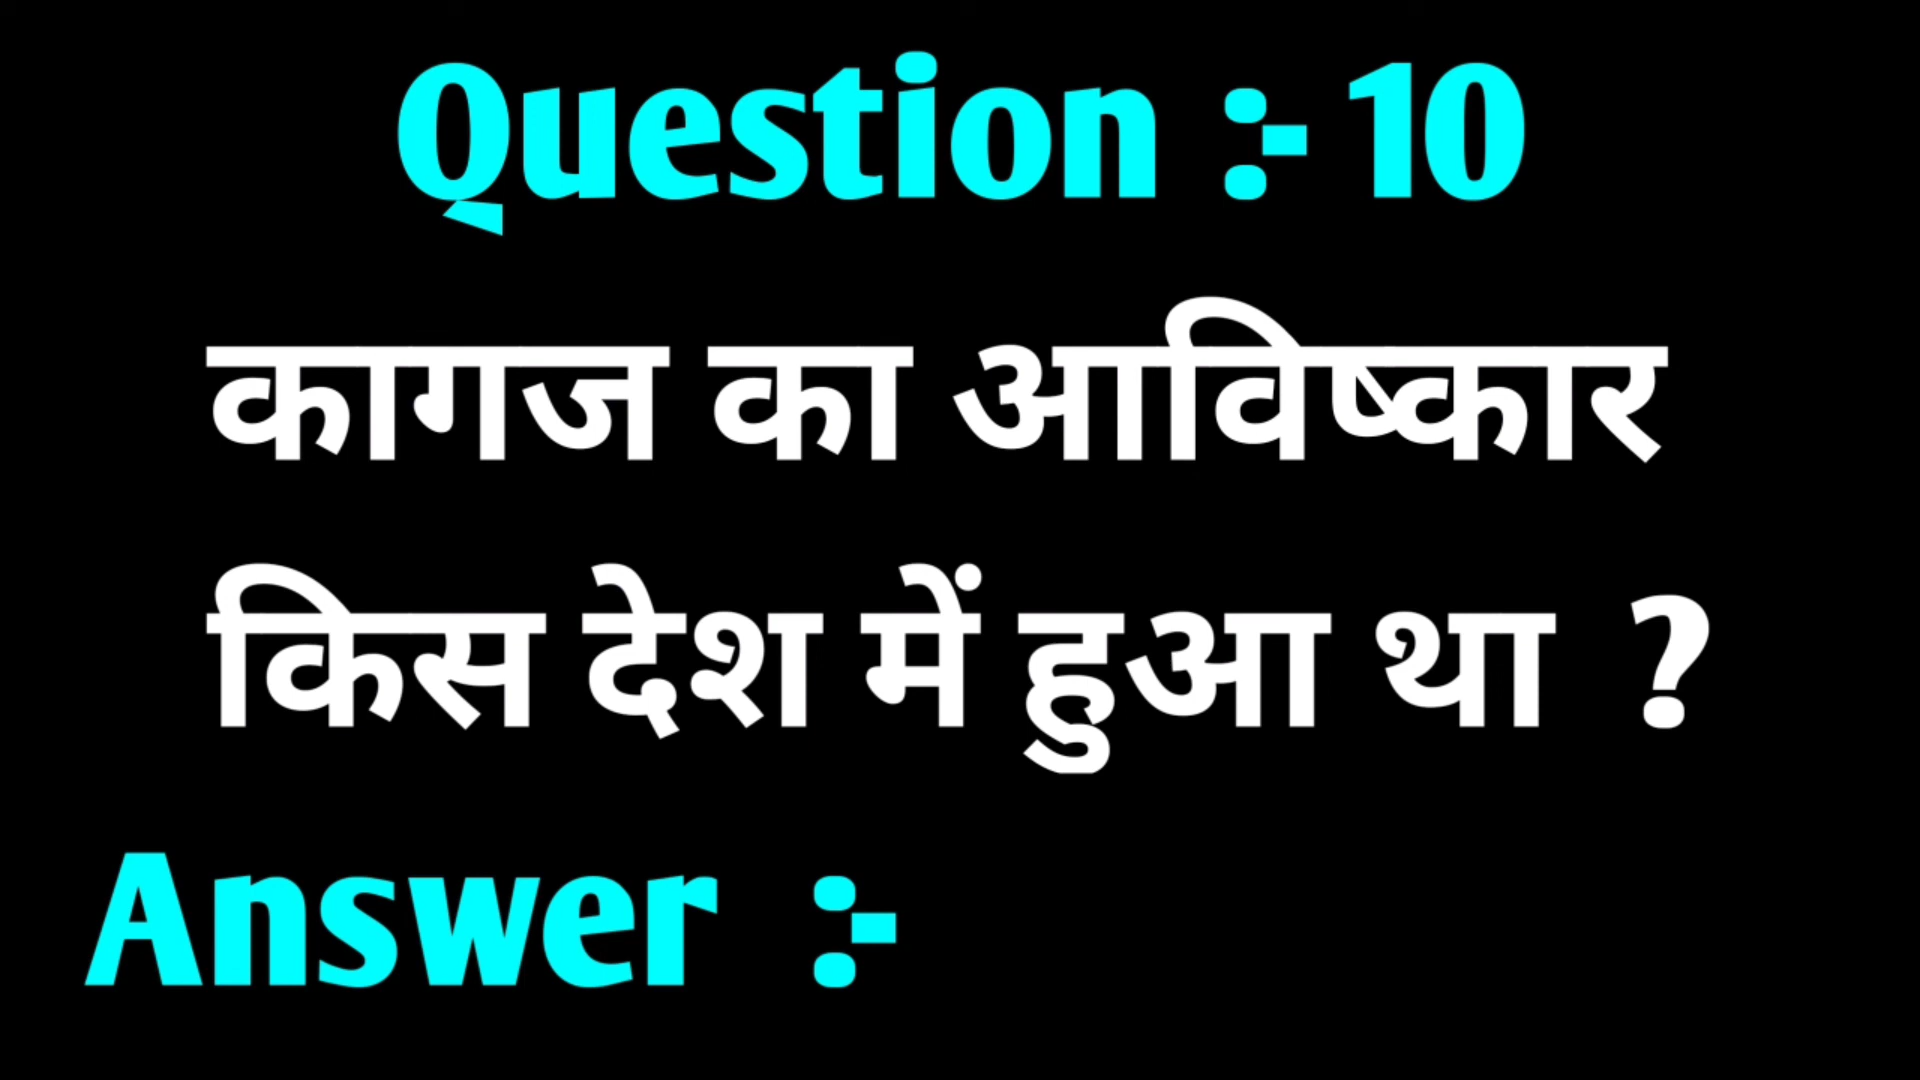 Question :- 10
कागज का आविष्कार
किस देश में हुआ था ?
Answer :-